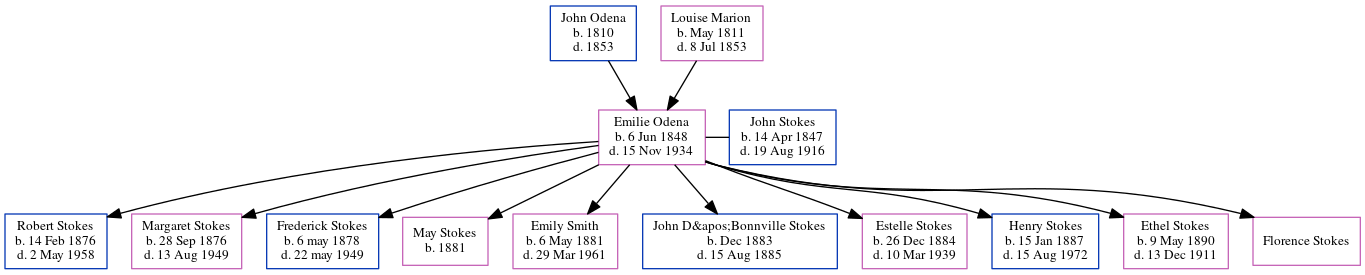 John Odena
b. 1810
d. 1853
Louise Marion
b. May 1811
d. 8 Jul 1853
Emilie Odena
b. 6 Jun 1848
d. 15 Nov 1934
John Stokes
b. 14 Apr 1847
d. 19 Aug 1916
Robert Stokes
b. 14 Feb 1876
d. 2 May 1958
Margaret Stokes
b. 28 Sep 1876
d. 13 Aug 1949
Frederick Stokes
b. 6 may 1878
d. 22 may 1949
May Stokes
b. 1881
Emily Smith
b. 6 May 1881
d. 29 Mar 1961
John D&apos;Bonnville Stokes
b. Dec 1883
d. 15 Aug 1885
Estelle Stokes
b. 26 Dec 1884
d. 10 Mar 1939
Henry Stokes
b. 15 Jan 1887
d. 15 Aug 1972
Ethel Stokes
b. 9 May 1890
d. 13 Dec 1911
Florence Stokes